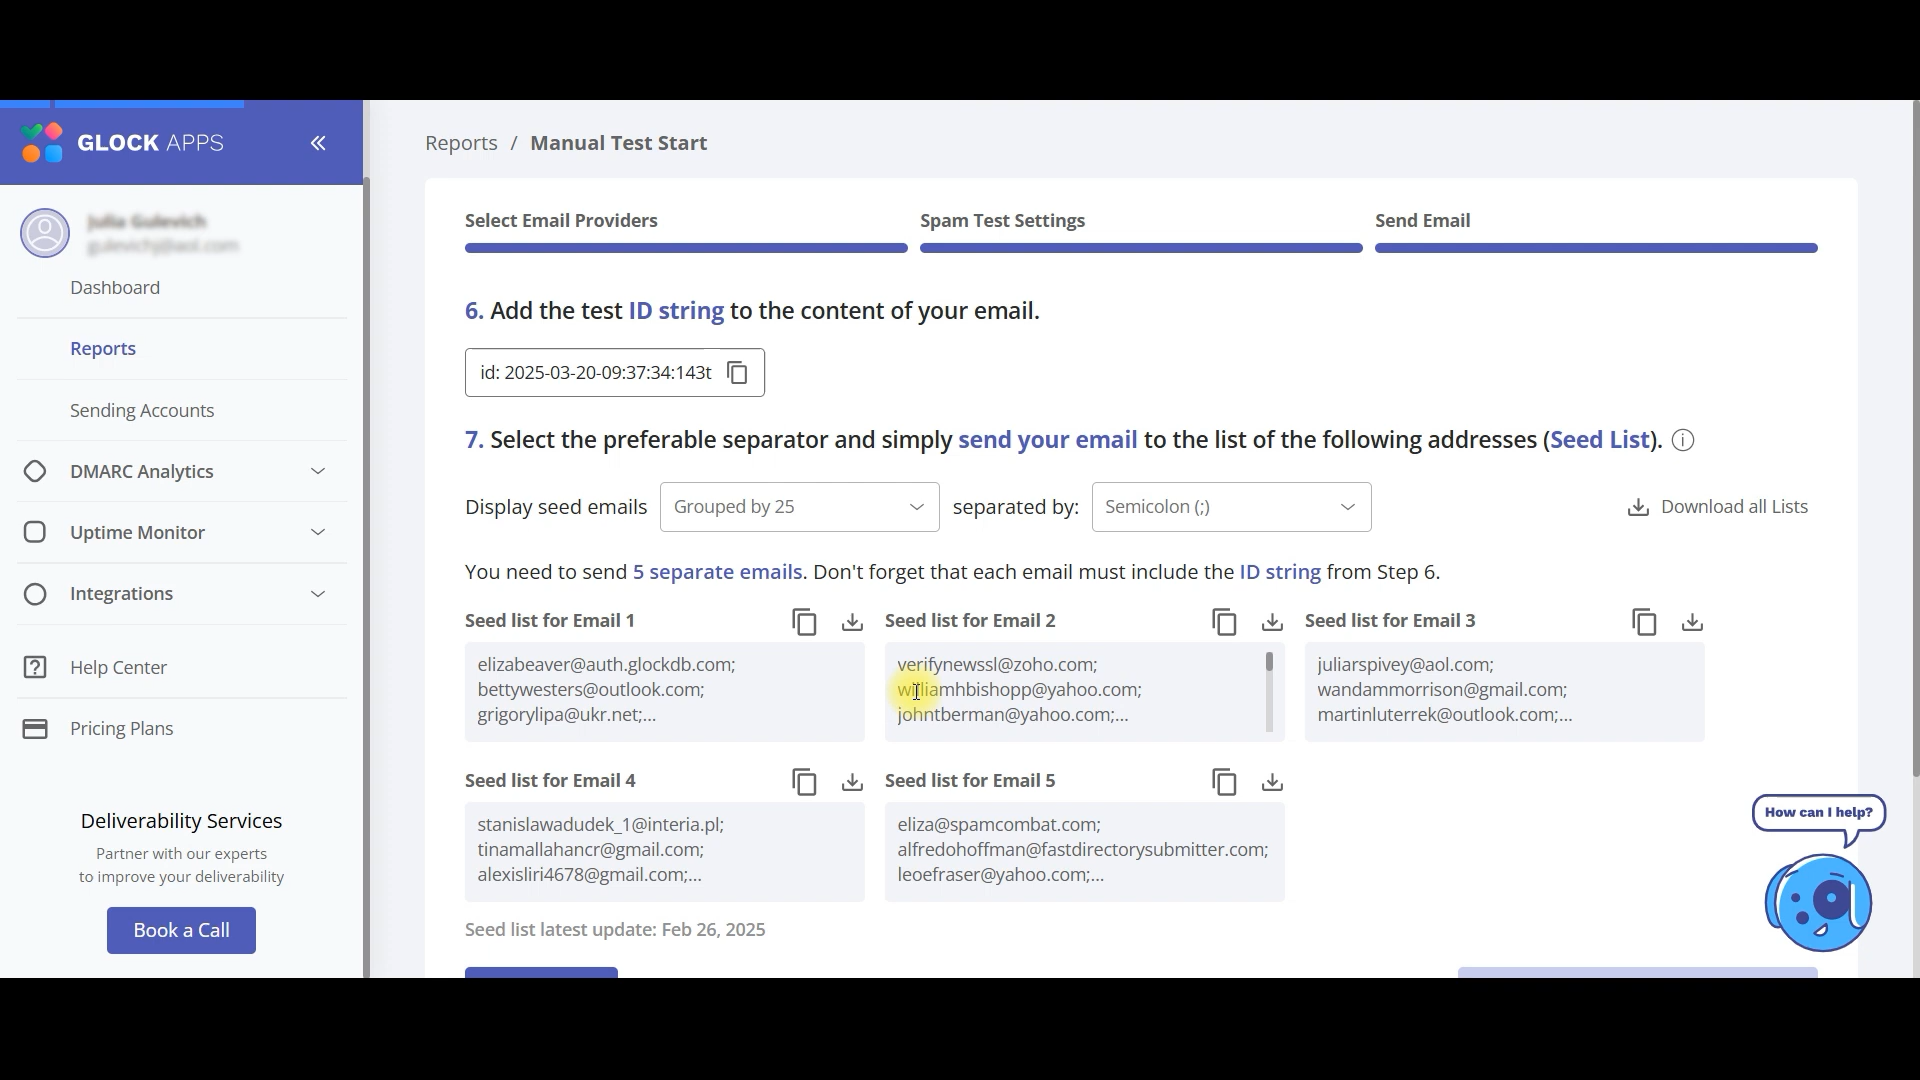 GLOCK APPS
Reports / Manual Test Start
Dashboard
Reports
Sending Accounts
DMARC Analytics
Uptime Monitor
Integrations
Help Center
Pricing Plans
Deliverability Services
Partner with our experts
to improve your deliverability
Book a Call
Select Email Providers
Spam Test Settings
Send Email
6. Add the test ID string to the content of your email.
id: 2025-03-20-09:37:34:143t
7. Select the preferable separator and simply send your email to the list of the following addresses (Seed List).
Display seed emails Grouped by 25 separated by: Semicolon (;) Download all Lists
You need to send 5 separate emails. Don't forget that each email must include the ID string from Step 6.
Seed list for Email 1
elizabeaver@auth.glockdb.com;
bettywesters@outlook.com;
grigorylipa@ukr.net;...
Seed list for Email 2
verifynewssl@zoho.com;
williamhbishopp@yahoo.com;
johntberman@yahoo.com;...
Seed list for Email 3
juliarspivey@aol.com;
wandammorrison@gmail.com;
martinluterrek@outlook.com;...
Seed list for Email 4
stanislawadudek_1@interia.pl;
tinamallahancr@gmail.com;
alexisliri4678@gmail.com;...
Seed list for Email 5
eliza@spamcombat.com;
alfredohoffman@fastdirectorysubmitter.com;
leoefraser@yahoo.com;...
Seed list latest update: Feb 26, 2025
How can I help?